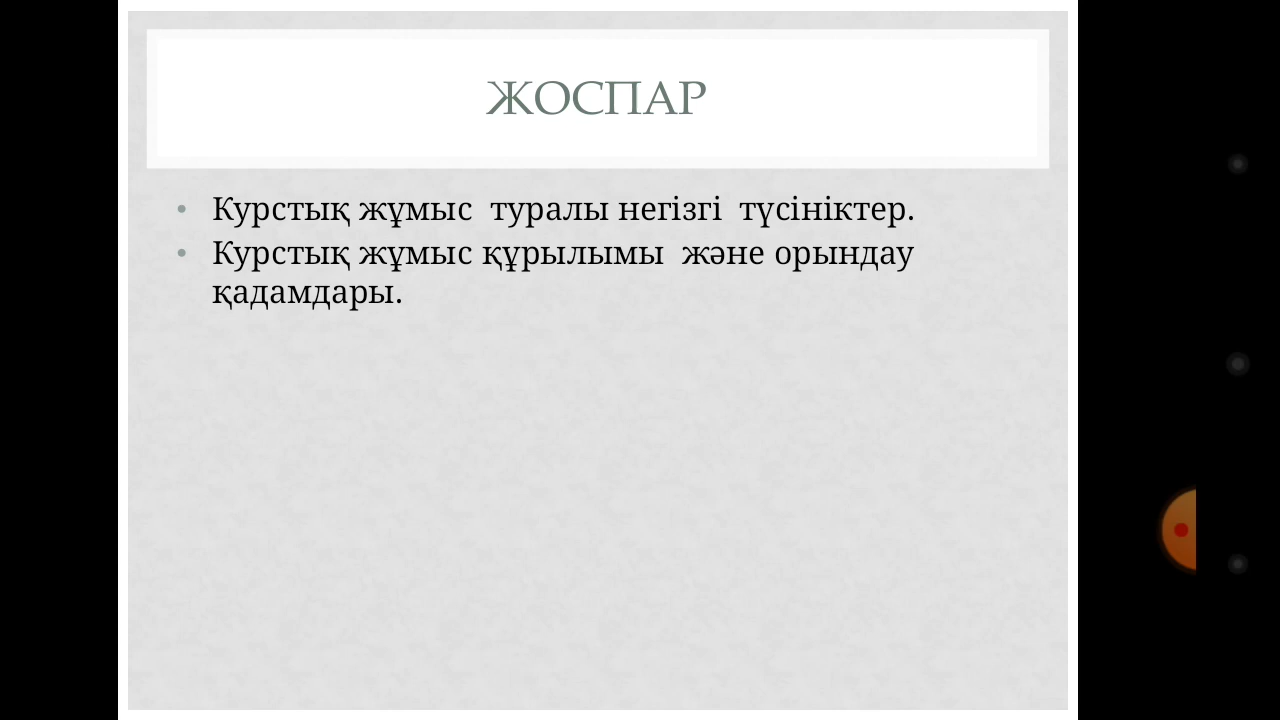 ЖОСПАР
• Курстық жұмыс туралы негізгі түсініктер.
• Курстық жұмыс құрылымы және орындау
қадамдары.